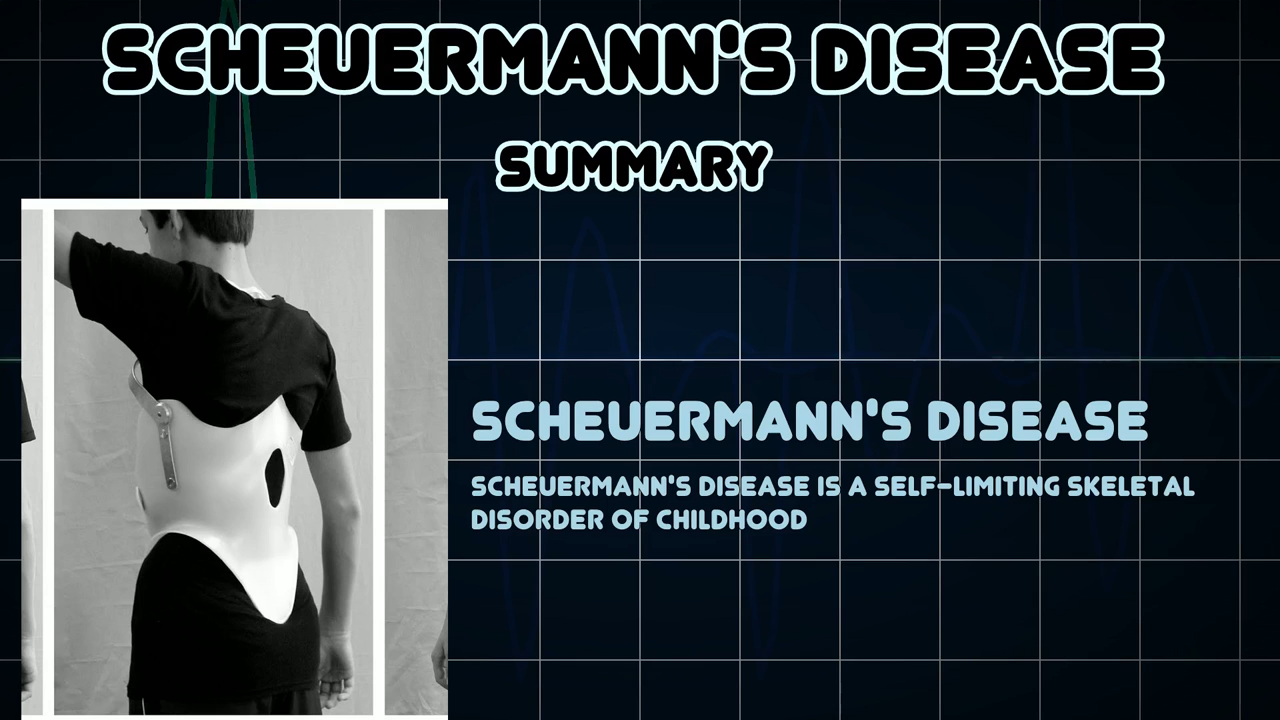 SCHEUERMANN'S DISEASE
SUMMARY
SCHEUERMANN'S DISEASE
SCHEUERMANN'S DISEASE IS A SELF-LIMITING SKELETAL
DISORDER OF CHILDHOOD